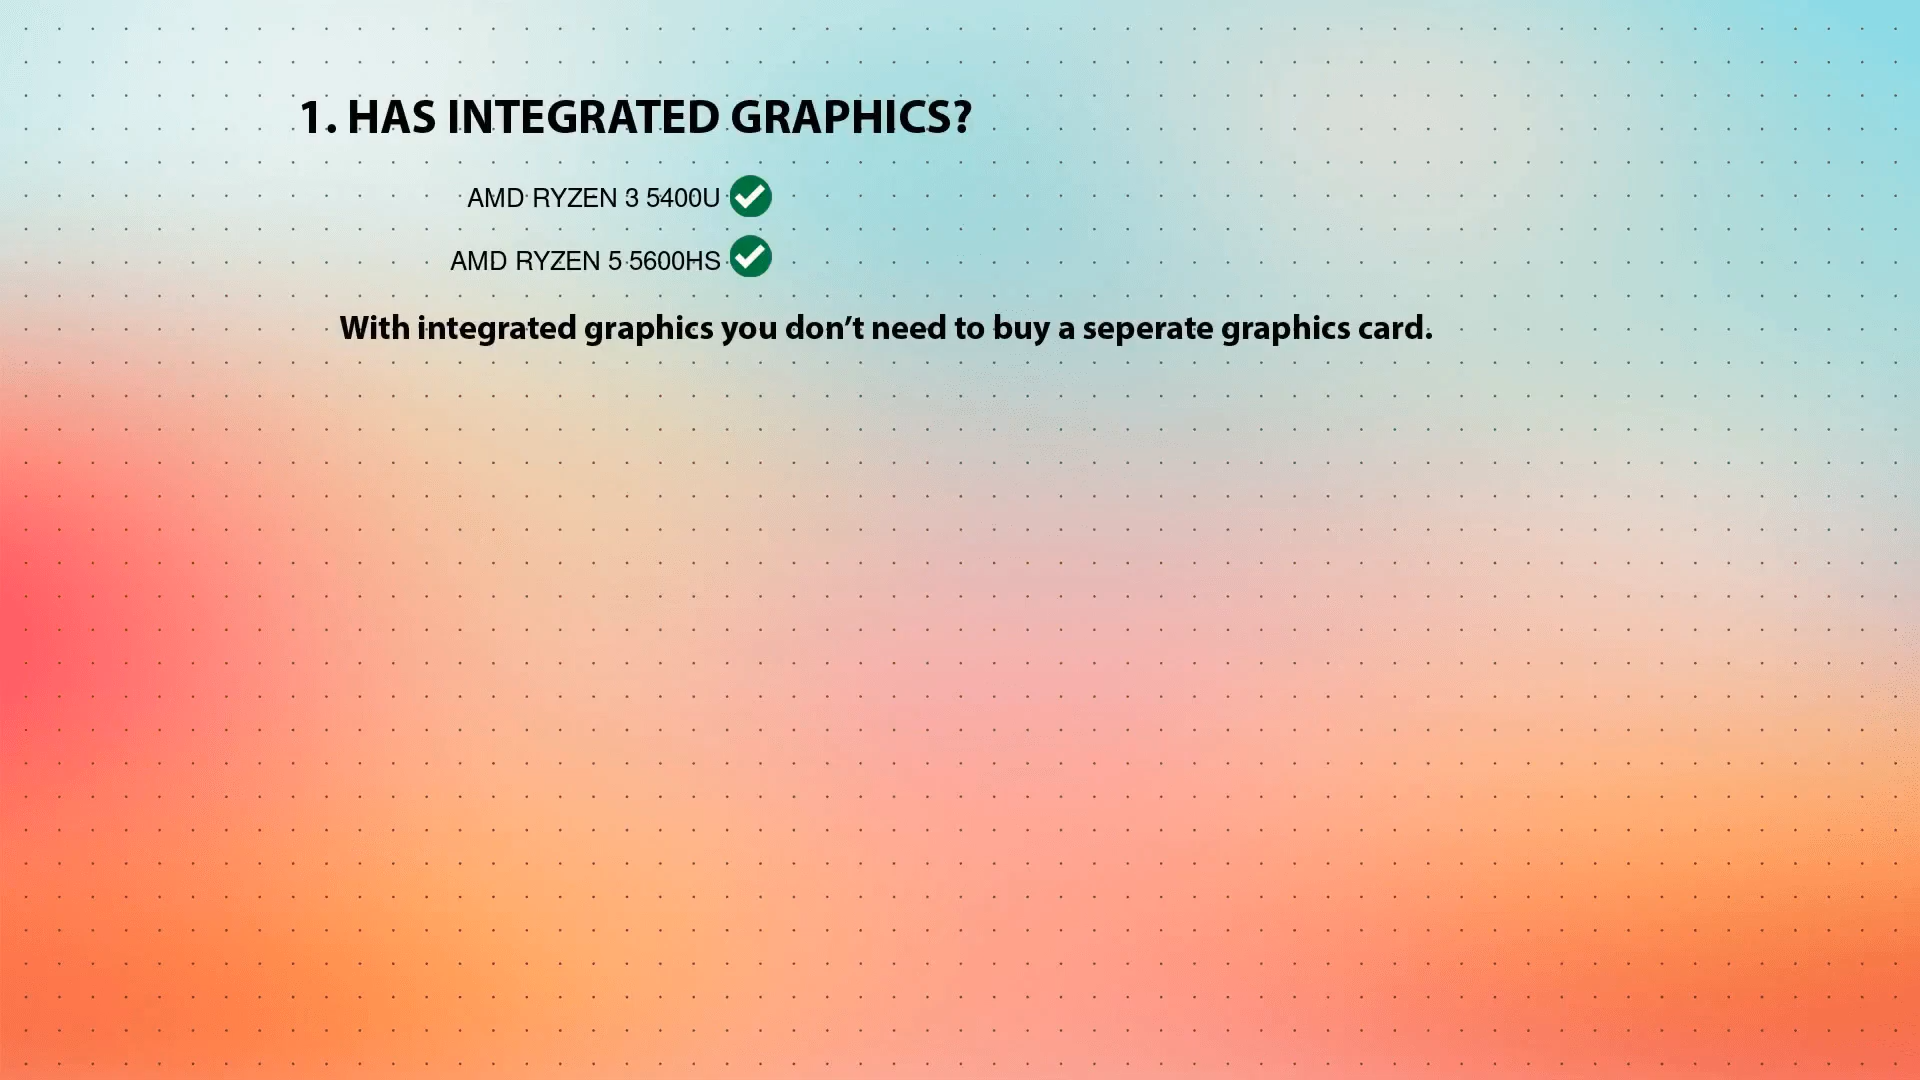 1. HAS INTEGRATED GRAPHICS?
AMD RYZEN 3 5400U
AMD RYZEN 5 5600HS
With integrated graphics you don’t need to buy a seperate graphics card.